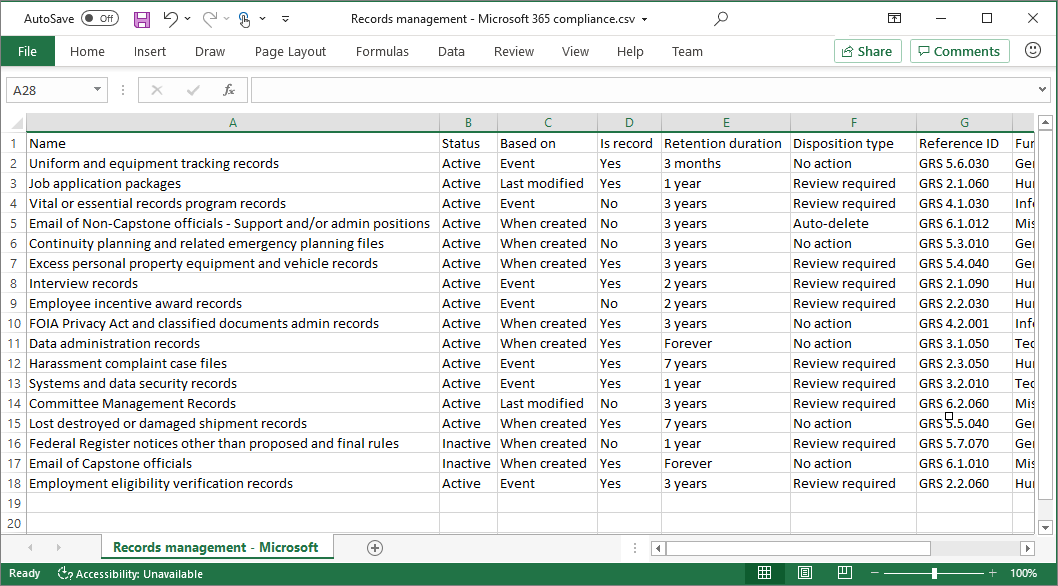 AutoSave Off Records management - Microsoft 365 compliance.csv
File Home Insert Draw Page Layout Formulas Data Review View Help Team Share Comments
A28 fx
A B C D E F G
1 Name Status Based on Is record Retention duration Disposition type Reference ID Fur
2 Uniform and equipment tracking records Active Event Yes 3 months No action GRS 5.6.030 Ger
3 Job application packages Active Last modified Yes 1 year Review required GRS 2.1.060 Hur
4 Vital or essential records program records Active Event No 3 years Review required GRS 4.1.030 Inf
5 Email of Non-Capstone officials - Support and/or admin positions Active When created No 3 years Auto-delete GRS 6.1.012 Mis
6 Continuity planning and related emergency planning files Active When created No 3 years No action GRS 5.3.010 Ger
7 Excess personal property equipment and vehicle records Active When created Yes 3 years Review required GRS 5.4.040 Ger
8 Interview records Active Event Yes 2 years Review required GRS 2.1.090 Hur
9 Employee incentive award records Active Event No 2 years Review required GRS 2.2.030 Hur
10 FOIA Privacy Act and classified documents admin records Active When created Yes 3 years No action GRS 4.2.001 Inf
11 Data administration records Active When created Yes Forever No action GRS 3.1.050 Tec
12 Harassment complaint case files Active Event Yes 7 years Review required GRS 2.3.050 Hur
13 Systems and data security records Active Event Yes 1 year Review required GRS 3.2.010 Tec
14 Committee Management Records Active Last modified No 3 years Review required GRS 6.2.060 Mis
15 Lost destroyed or damaged shipment records Active When created Yes 7 years No action GRS 5.5.040 Ger
16 Federal Register notices other than proposed and final rules Inactive When created No 1 year Review required GRS 5.7.070 Ger
17 Email of Capstone officials Inactive When created Yes Forever No action GRS 6.1.010 Mis
18 Employment eligibility verification records Active Event Yes 3 years Review required GRS 2.2.060 Hur
19
20
Records management - Microsoft
Ready Accessibility: Unavailable 100%